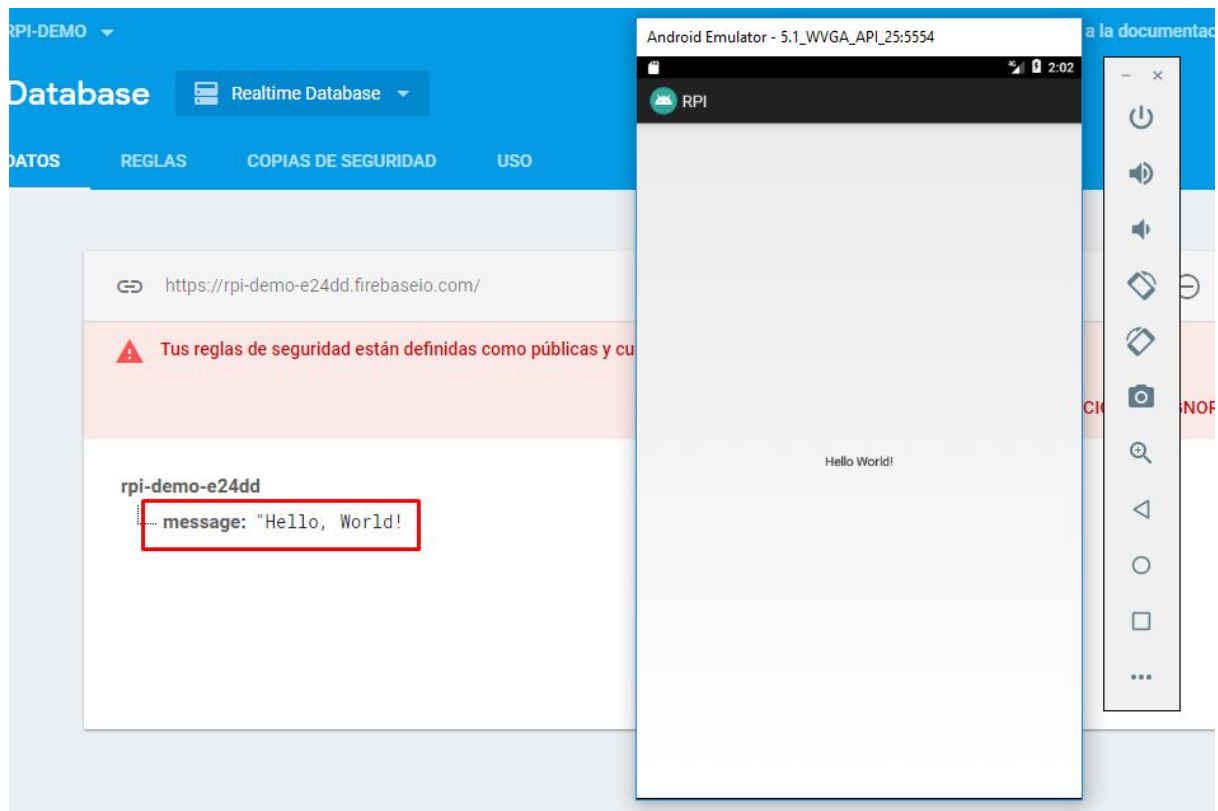 RPI-DEMO
a la
Database
Realtime Database
DATOS
REGLAS
COPIAS DE SEGURIDAD
USO
https://rpi-demo-e24dd.firebaseio.com/
Tus reglas de seguridad están definidas como públicas y
rpi-demo-e24dd
message: "Hello, World!
Android Emulator - 5.1_WVGA_API_25:5554
4G
2:02
RPI
Hello World!